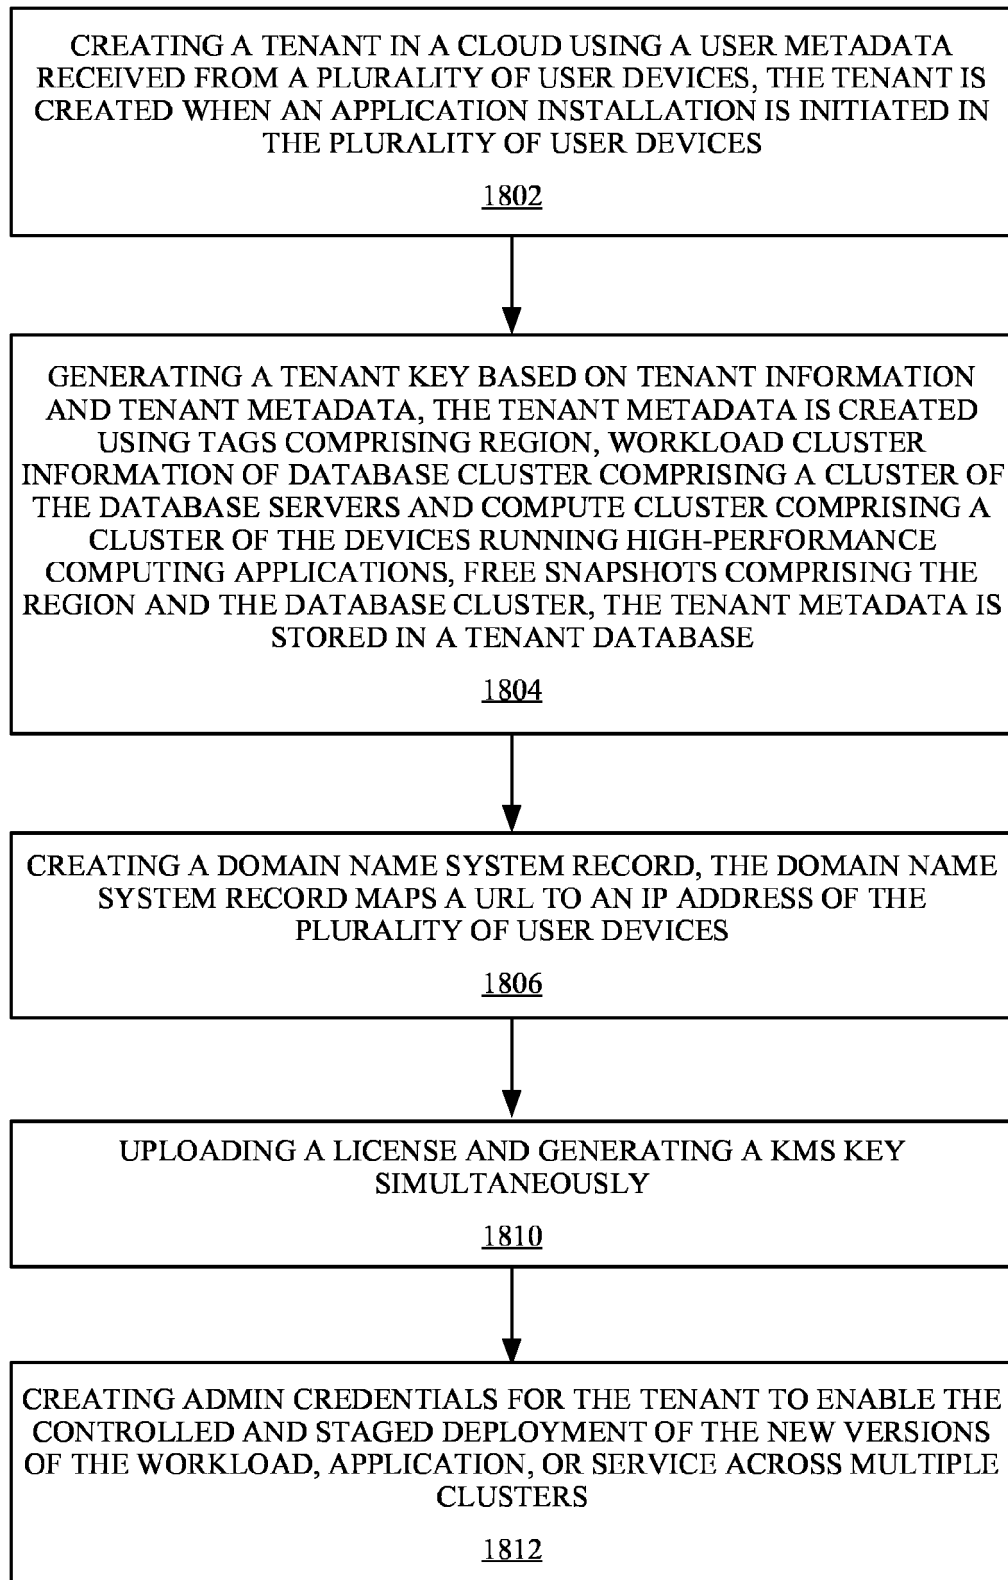 CREATING A TENANT IN A CLOUD USING A USER METADATA
RECEIVED FROM A PLURALITY OF USER DEVICES, THE TENANT IS
CREATED WHEN AN APPLICATION INSTALLATION IS INITIATED IN
THE PLURALITY OF USER DEVICES
1802
GENERATING A TENANT KEY BASED ON TENANT INFORMATION
AND TENANT METADATA, THE TENANT METADATA IS CREATED
USING TAGS COMPRISING REGION, WORKLOAD CLUSTER
INFORMATION OF DATABASE CLUSTER COMPRISING A CLUSTER OF
THE DATABASE SERVERS AND COMPUTE CLUSTER COMPRISING A
CLUSTER OF THE DEVICES RUNNING HIGH-PERFORMANCE
COMPUTING APPLICATIONS, FREE SNAPSHOTS COMPRISING THE
REGION AND THE DATABASE CLUSTER, THE TENANT METADATA IS
STORED IN A TENANT DATABASE
1804
CREATING A DOMAIN NAME SYSTEM RECORD, THE DOMAIN NAME
SYSTEM RECORD MAPS A URL TO AN IP ADDRESS OF THE
PLURALITY OF USER DEVICES
1806
UPLOADING A LICENSE AND GENERATING A KMS KEY
SIMULTANEOUSLY
1810
CREATING ADMIN CREDENTIALS FOR THE TENANT TO ENABLE THE
CONTROLLED AND STAGED DEPLOYMENT OF THE NEW VERSIONS
OF THE WORKLOAD, APPLICATION, OR SERVICE ACROSS MULTIPLE
CLUSTERS
1812